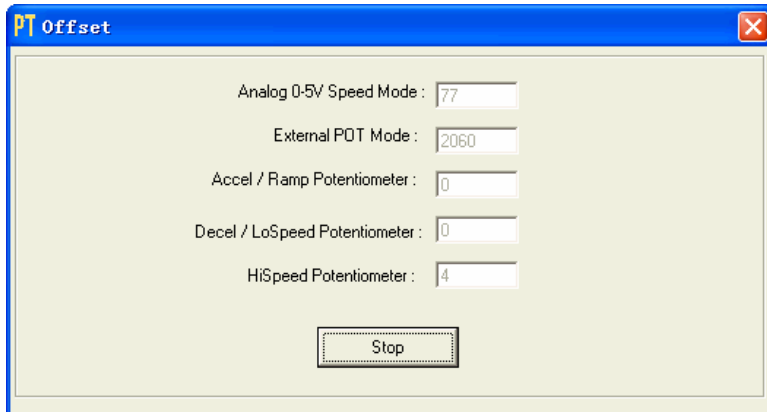 PT Offset
Analog 0-5V Speed Mode : 77
External POT Mode : 2060
Accel / Ramp Potentiometer : 0
Decel / LoSpeed Potentiometer : 0
HiSpeed Potentiometer : 4
Stop